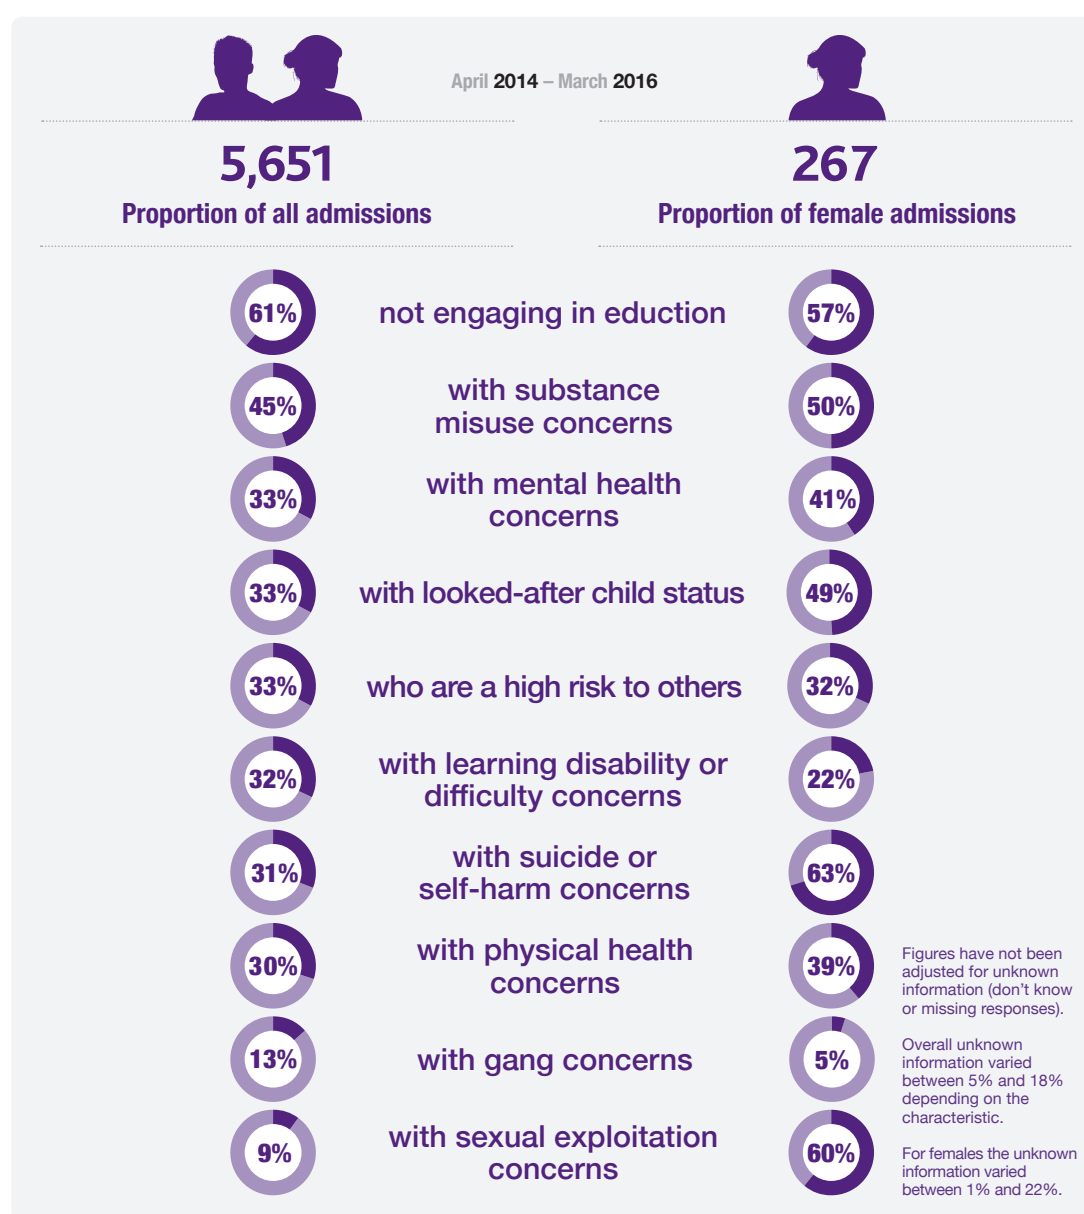 April 2014 – March 2016
5,651
267
Proportion of all admissions
Proportion of female admissions
61%
not engaging in eduction
57%
45%
with substance
misuse concerns
50%
33%
with mental health
concerns
41%
33%
with looked-after child status
49%
33%
who are a high risk to others
32%
32%
with learning disability or
difficulty concerns
22%
31%
with suicide or
self-harm concerns
63%
30%
with physical health
concerns
39%
13%
with gang concerns
5%
9%
with sexual exploitation
concerns
60%
Figures have not been
adjusted for unknown
information (don’t know
or missing responses).
Overall unknown
information varied
between 5% and 18%
depending on the
characteristic.
For females the unknown
information varied
between 1% and 22%.